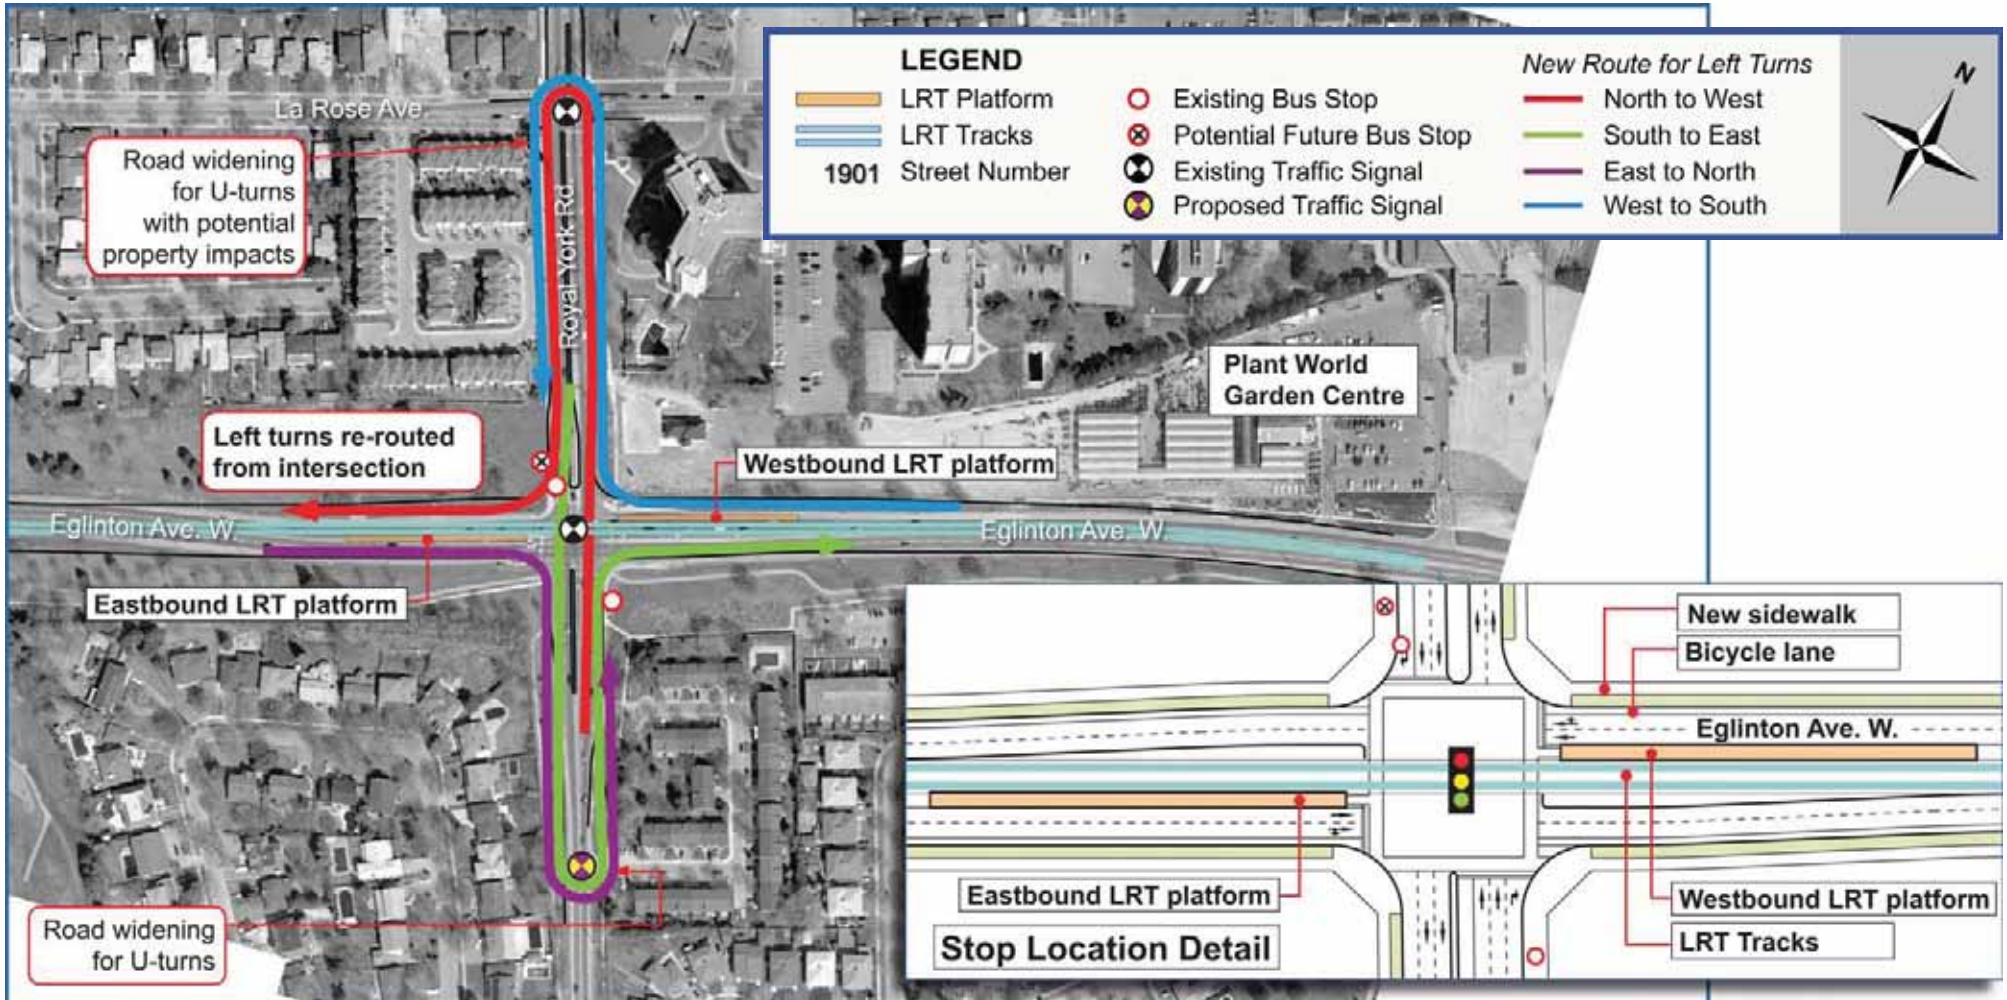 LEGEND
LRT Platform
LRT Tracks
1901 Street Number
Existing Bus Stop
Potential Future Bus Stop
Existing Traffic Signal
Proposed Traffic Signal
New Route for Left Turns
North to West
South to East
East to North
West to South
N
La Rose Ave.
Road widening
for U-turns
with potential
property impacts
Royal York Rd.
Plant World
Garden Centre
Left turns re-routed
from intersection
Westbound LRT platform
Eglinton Ave. W.
Eglinton Ave. W.
Eastbound LRT platform
Road widening
for U-turns
New sidewalk
Bicycle lane
Eglinton Ave. W.
Eastbound LRT platform
Westbound LRT platform
LRT Tracks
Stop Location Detail